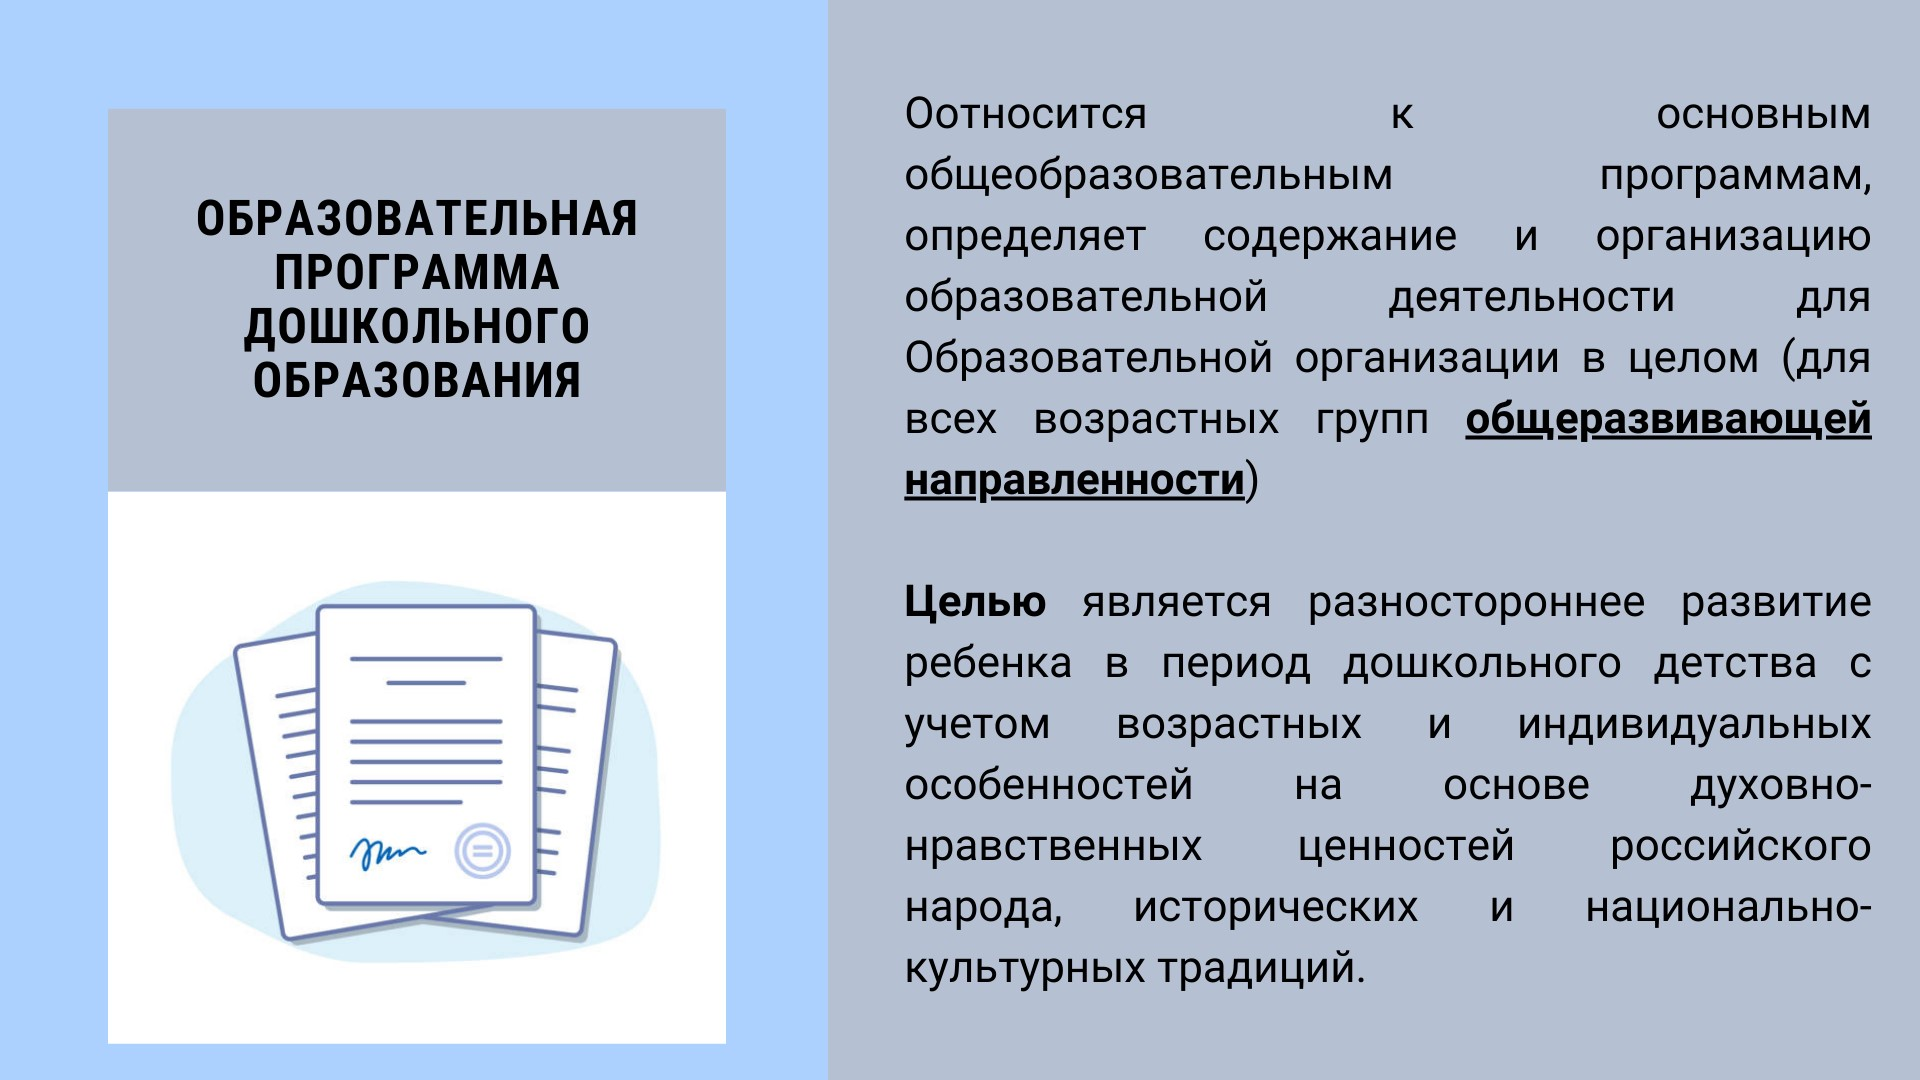 ОБРАЗОВАТЕЛЬНАЯ
ПРОГРАММА
ДОШКОЛЬНОГО
ОБРАЗОВАНИЯ
Оотносится к основным
общеобразовательным программам,
определяет содержание и организацию
образовательной деятельности для
Образовательной организации в целом (для
всех возрастных групп общеразвивающей
направленности)
Целью является разностороннее развитие
ребенка в период дошкольного детства с
учетом возрастных и индивидуальных
особенностей на основе духовно-
нравственных ценностей российского
народа, исторических и национально-
культурных традиций.